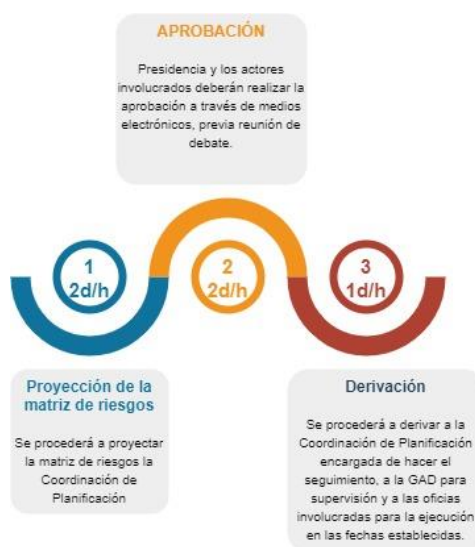 APROBACIÓN
Presidencia y los actores
involucrados deberán realizar la
aprobación a través de medios
electrónicos, previa reunión de
debate.
1
2d/h
2
2d/h
3
1d/h
Proyección de la
matriz de riesgos
Se procederá a proyectar
la matriz de riesgos la
Coordinación de
Planificación
Derivación
Se procederá a derivar a la
Coordinación de Planificación
encargada de hacer el
seguimiento, a la GAD para
supervisión y a las oficias
involucradas para la ejecución
en las fechas establecidas.